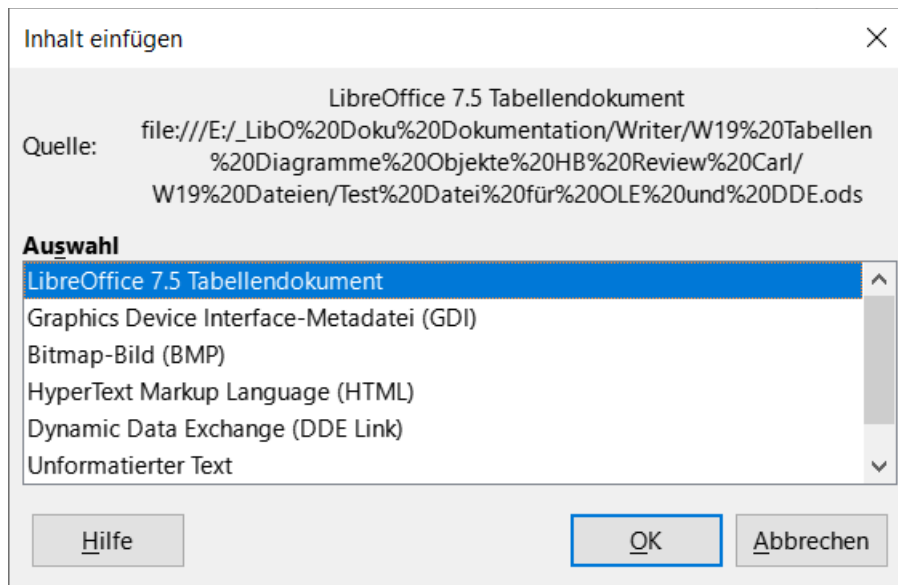 Inhalt einfügen
LibreOffice 7.5 Tabellendokument
Quelle: file:///E:/_LibO%20Doku%20Dokumentation/Writer/W19%20Tabellen
%20Diagramme%20Objekte%20HB%20Review%20Carl/
W19%20Dateien/Test%20Datei%20für%20OLE%20und%20DDE.ods
Auswahl
LibreOffice 7.5 Tabellendokument
Graphics Device Interface-Metadatei (GDI)
Bitmap-Bild (BMP)
HyperText Markup Language (HTML)
Dynamic Data Exchange (DDE Link)
Unformatierter Text
Hilfe OK Abbrechen